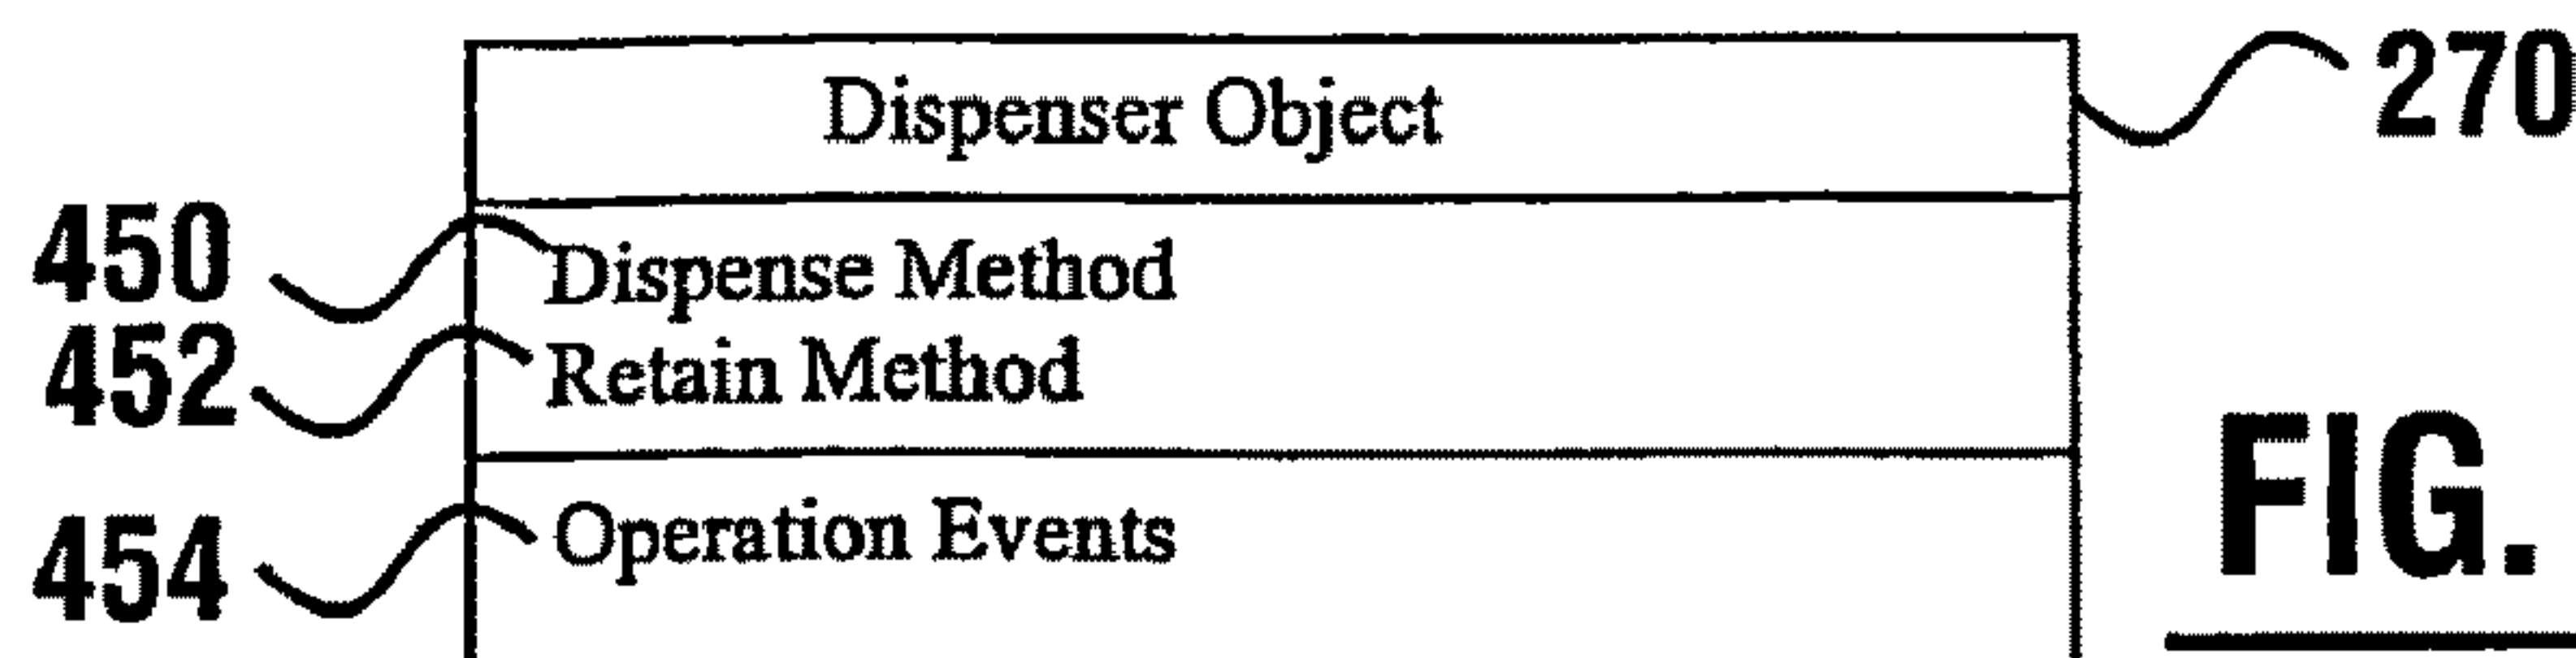 Dispenser Object
270
450
Dispense Method
452
Retain Method
454
Operation Events
FIG.